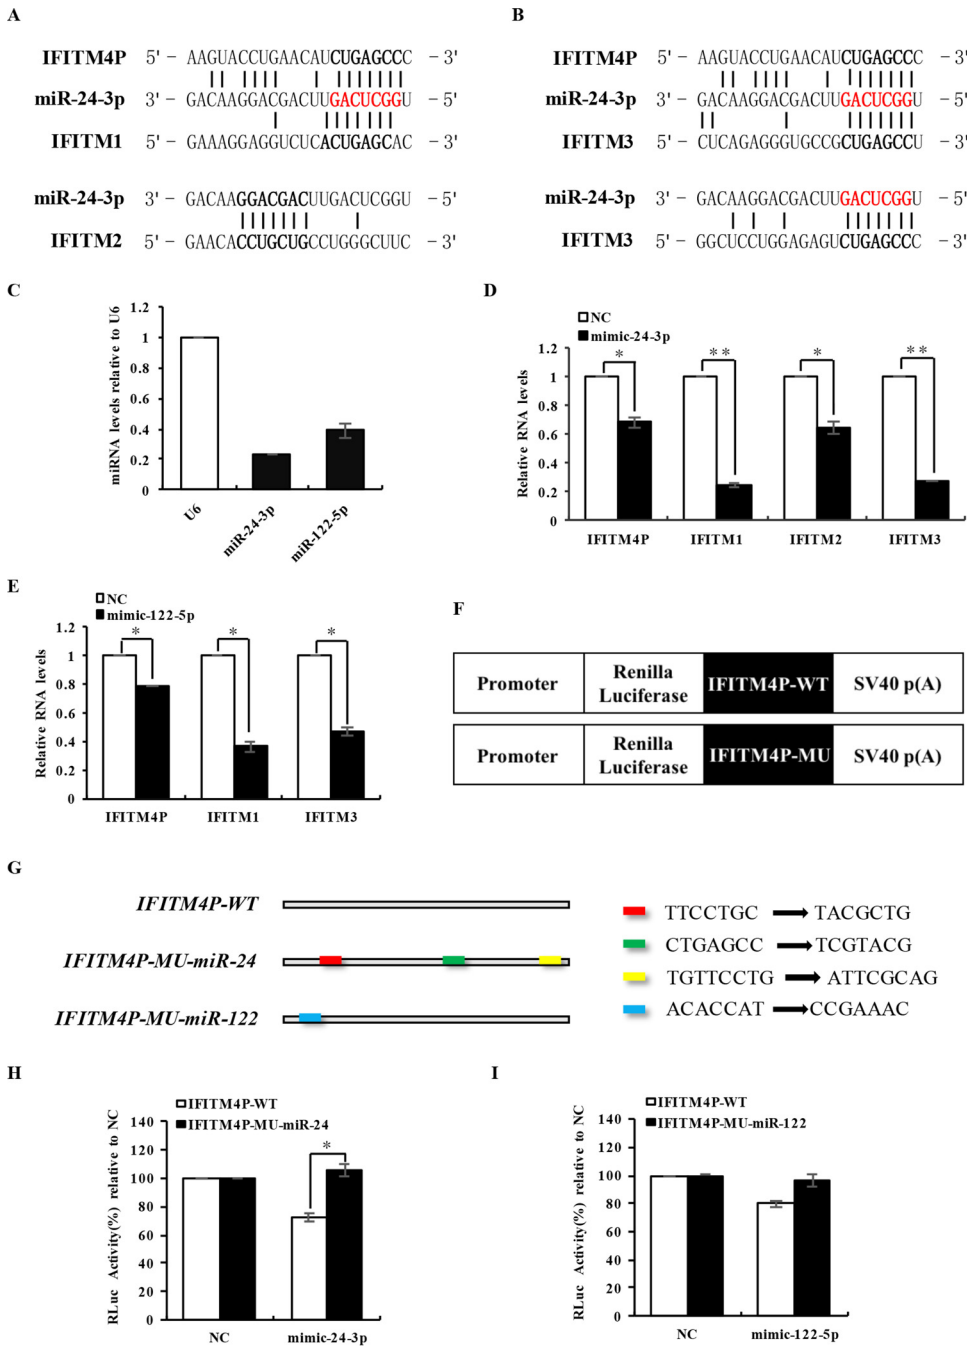 A
IFITM4P 5' - AAGUACCUGAACAUCUGAGCCC - 3'
miR-24-3p 3' - GACAAGGACGACUUGACUCGGU - 5'
IFITM1 5' - GAAAGGAGGUCUCACUGAGCAC - 3'
miR-24-3p 3' - GACAAGGACGACUUGACUCGGU - 5'
IFITM2 5' - GAACACCUGCUGCCUGGGCUUC - 3'
B
IFITM4P 5' - AAGUACCUGAACAUCUGAGCCC - 3'
miR-24-3p 3' - GACAAGGACGACUUGACUCGGU - 5'
IFITM3 5' - CUCAGAGGGUGCCGCUGAGCCU - 3'
miR-24-3p 3' - GACAAGGACGACUUGACUCGGU - 5'
IFITM3 5' - GGCUCCUGGAGAGUCUGAGCCC - 3'
C
miRNA levels relative to U6
1.2
1
0.8
0.6
0.4
0.2
0
U6
miR-24-3p
miR-122-5p
D
NC
mimic-24-3p
Relative RNA levels
1.2
1
0.8
0.6
0.4
0.2
0
*
**
*
**
IFITM4P IFITM1 IFITM2 IFITM3
E
NC
mimic-122-5p
Relative RNA levels
1.2
1
0.8
0.6
0.4
0.2
0
*
*
*
IFITM4P IFITM1 IFITM3
F
Promoter
Renilla
Luciferase
IFITM4P-WT
SV40 p(A)
Promoter
Renilla
Luciferase
IFITM4P-MU
SV40 p(A)
G
IFITM4P-WT
IFITM4P-MU-miR-24
IFITM4P-MU-miR-122
TTCCTGC TACGCTG
CTGAGCC TCGTACG
TGTTCCTG ATTCGCAG
ACACCAT CCGAAAC
H
IFITM4P-WT
IFITM4P-MU-miR-24
RLuc Activity(%) relative to NC
140
120
100
80
60
40
20
0
*
NC mimic-24-3p
I
IFITM4P-WT
IFITM4P-MU-miR-122
RLuc Activity(%) relative to NC
140
120
100
80
60
40
20
0
NC mimic-122-5p